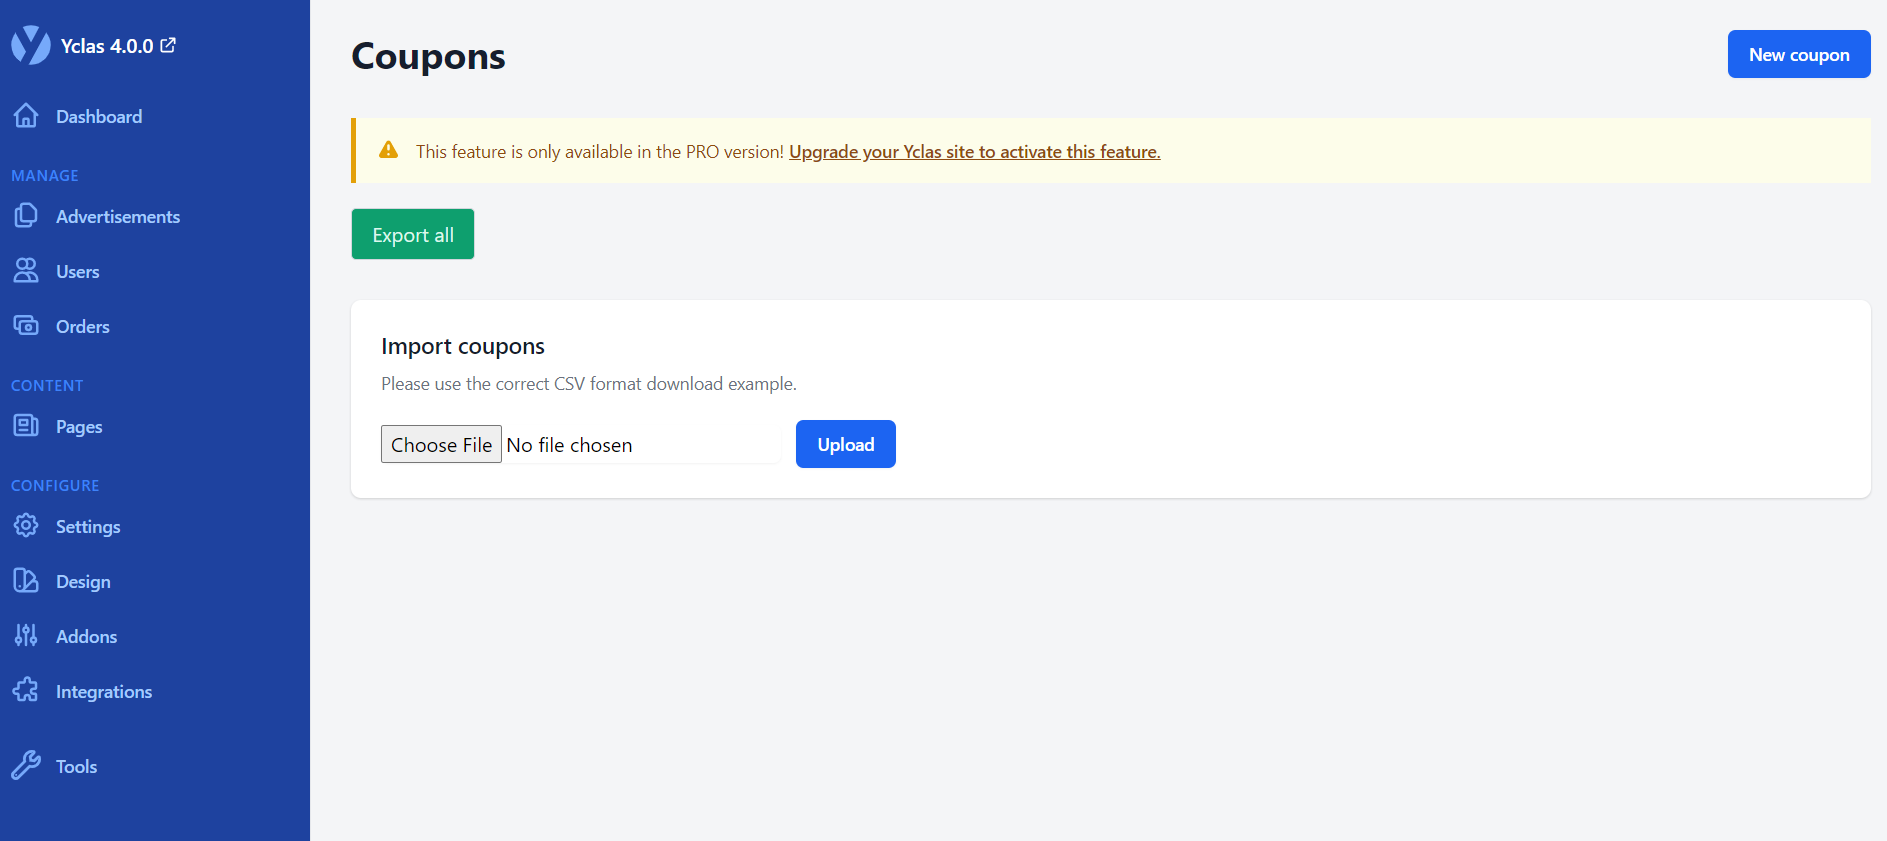 Yclas 4.0.0
Dashboard
MANAGE
Advertisements
Users
Orders
CONTENT
Pages
CONFIGURE
Settings
Design
Addons
Integrations
Tools
Coupons
New coupon
This feature is only available in the PRO version! Upgrade your Yclas site to activate this feature.
Export all
Import coupons
Please use the correct CSV format download example.
Choose File No file chosen
Upload